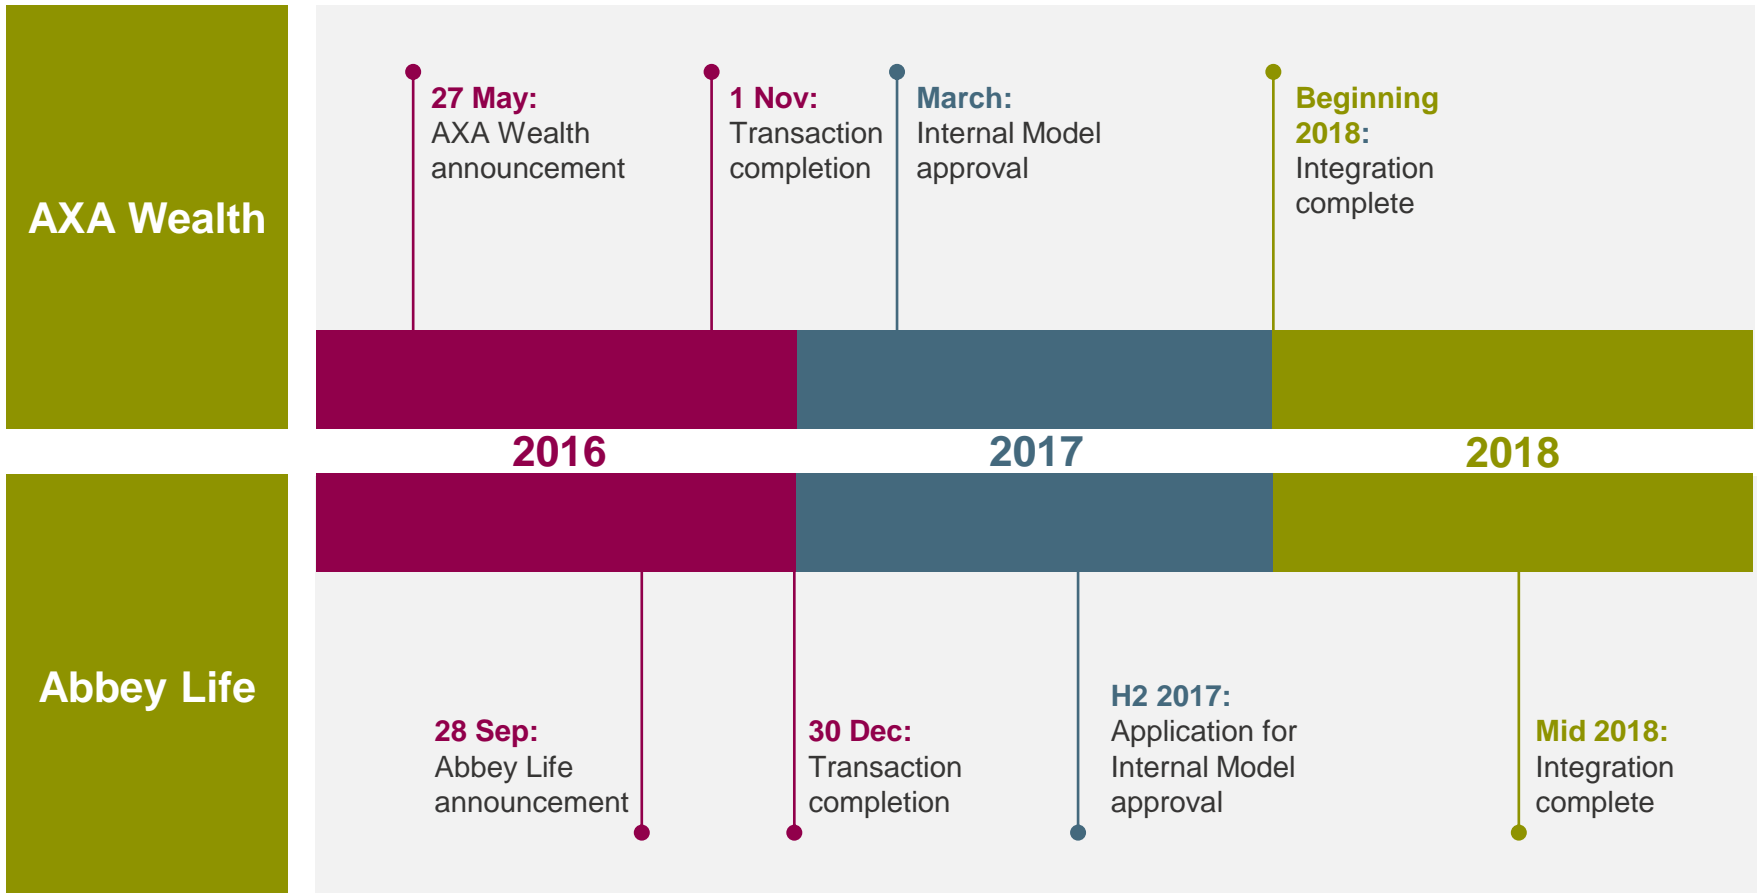 AXA Wealth
27 May:
AXA Wealth
announcement
1 Nov:
Transaction
completion
March:
Internal Model
approval
Beginning
2018:
Integration
complete
2016
2017
2018
Abbey Life
28 Sep:
Abbey Life
announcement
30 Dec:
Transaction
completion
H2 2017:
Application for
Internal Model
approval
Mid 2018:
Integration
complete